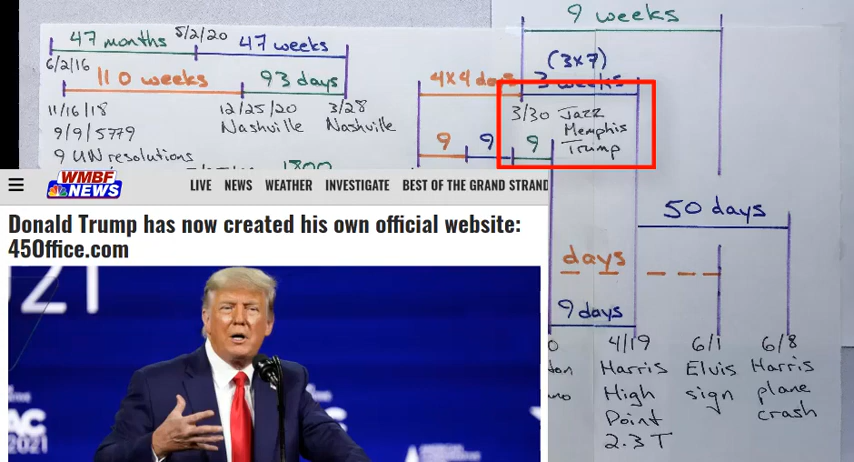 9 weeks
47 months 5/2/20 47 weeks
6/2/16
110 weeks 93 days
11/16/18 12/25/20 3/28
Nashville Nashville
9/9/5779
9 UN resolutions
1800
(3x7)
4x4 days 3 weeks
3/30 Jazz
Memphis
Trump
9 9 9
WMBF
NEWS
LIVE NEWS WEATHER INVESTIGATE BEST OF THE GRAND STRAND
Donald Trump has now created his own official website:
45Office.com
021
AC
2021
50 days
days
9 days
4/19 6/1 6/8
Harris Elvis Harris
High sign plane
Point crash
2.3 T